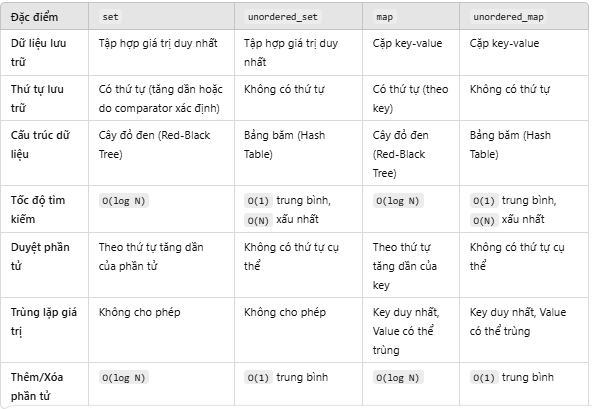 Đặc điểm set unordered_set map unordered_map
Dữ liệu lưu trữ
Tập hợp giá trị duy nhất
Tập hợp giá trị duy nhất
Cặp key-value
Cặp key-value
Thứ tự lưu trữ
Có thứ tự (tăng dần hoặc
do comparator xác định)
Không có thứ tự
Có thứ tự (theo
key)
Không có thứ tự
Cấu trúc dữ
liệu
Cây đỏ đen (Red-Black
Tree)
Bảng băm (Hash
Table)
Cây đỏ đen
(Red-Black
Tree)
Bảng băm (Hash
Table)
Tốc độ tìm
kiếm
O(log N)
O(1) trung bình,
O(N) xấu nhất
O(log N)
O(1) trung bình,
O(N) xấu nhất
Duyệt phần
tử
Theo thứ tự tăng dần
của phần tử
Không có thứ tự cụ
thể
Theo thứ tự
tăng dần của
key
Không có thứ tự cụ
thể
Trùng lặp giá
trị
Không cho phép
Không cho phép
Key duy nhất,
Value có thể
trùng
Key duy nhất, Value
có thể trùng
Thêm/Xóa
phần tử
O(log N)
O(1) trung bình
O(log N)
O(1) trung bình